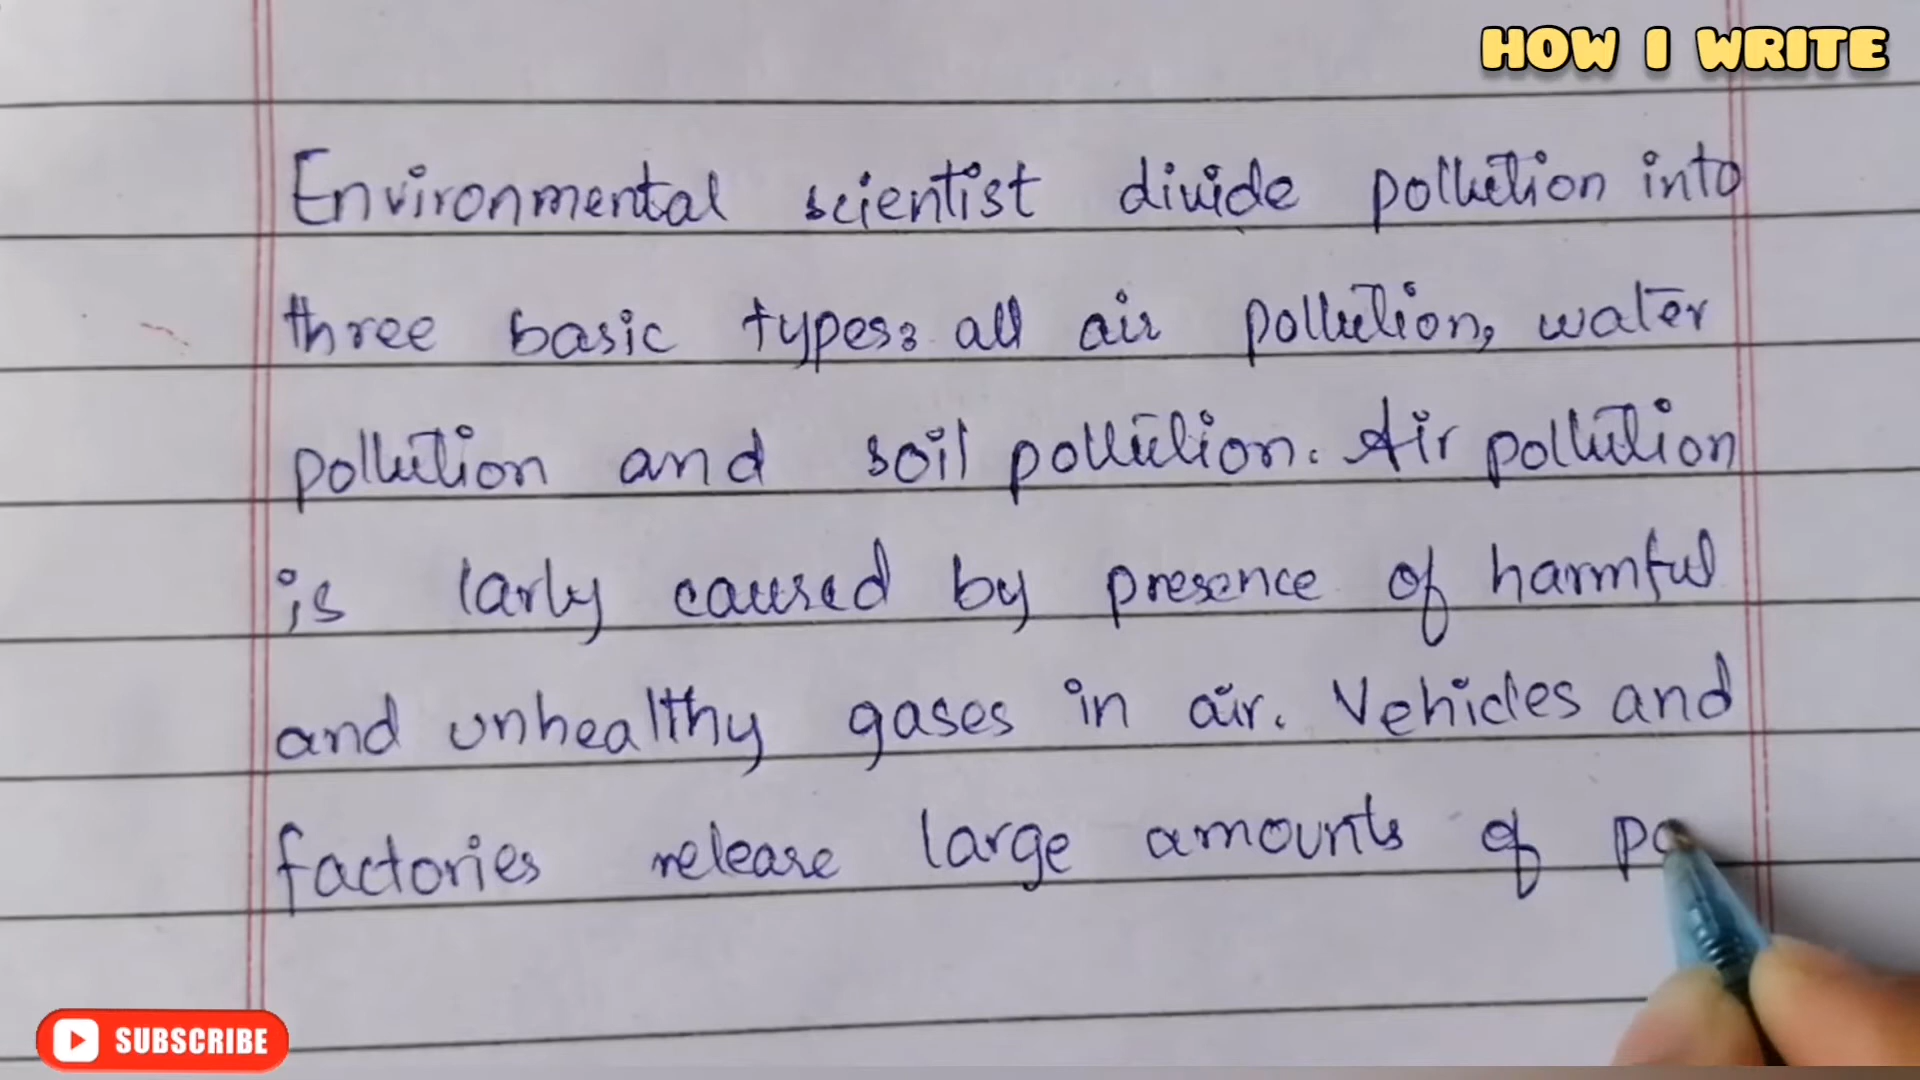 HOW I WRITE
Environmental scientist divide pollution into
three basic types: all air pollution, water
pollution and soil pollution. Air pollution
is larly caused by presence of harmful
and unhealthy gases in air. Vehicles and
factories release large amounts of po
SUBSCRIBE